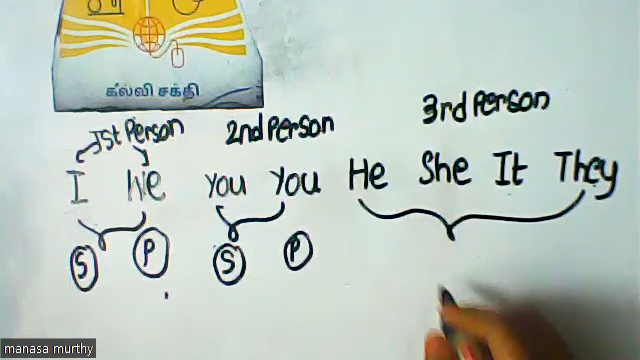 கல்வி சக்தி
1st Person 2nd Person 3rd Person
I We You You He She It They
S P S P
manasa murthy